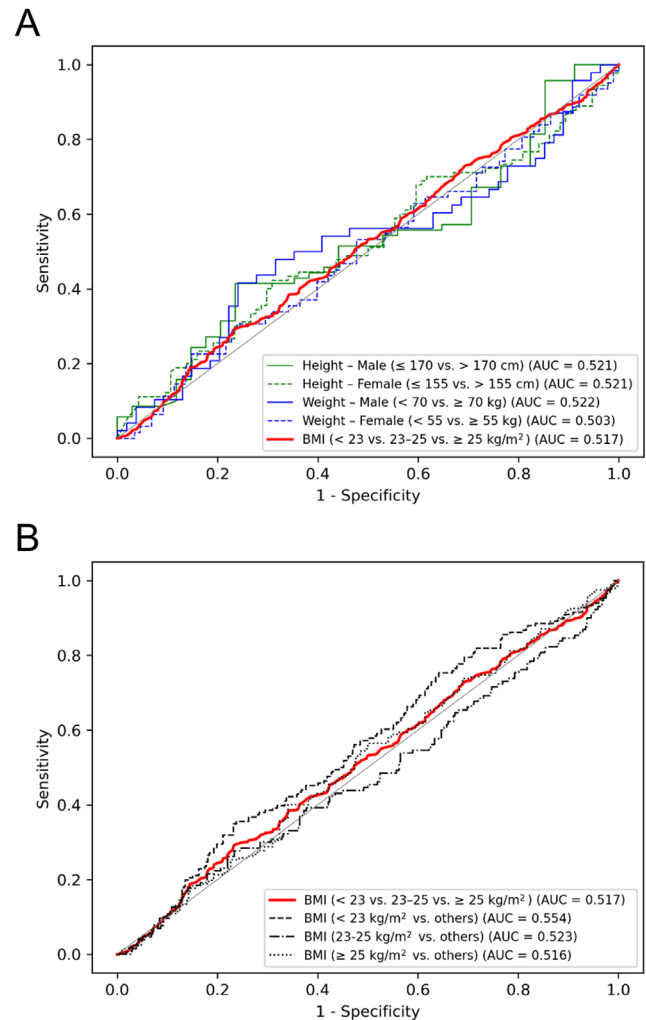 A
1.0
0.8
0.6
0.4
0.2
0.0
Sensitivity
Height – Male (≤ 170 vs. > 170 cm) (AUC = 0.521)
Height – Female (≤ 155 vs. > 155 cm) (AUC = 0.521)
Weight – Male (< 70 vs. ≥ 70 kg) (AUC = 0.522)
Weight – Female (< 55 vs. ≥ 55 kg) (AUC = 0.503)
BMI (< 23 vs. 23–25 vs. ≥ 25 kg/m²) (AUC = 0.517)
0.0 0.2 0.4 0.6 0.8 1.0
1 - Specificity
B
1.0
0.8
0.6
0.4
0.2
0.0
Sensitivity
BMI (< 23 vs. 23–25 vs. ≥ 25 kg/m²) (AUC = 0.517)
BMI (< 23 kg/m² vs. others) (AUC = 0.554)
BMI (23-25 kg/m² vs. others) (AUC = 0.523)
BMI (≥ 25 kg/m² vs. others) (AUC = 0.516)
0.0 0.2 0.4 0.6 0.8 1.0
1 - Specificity